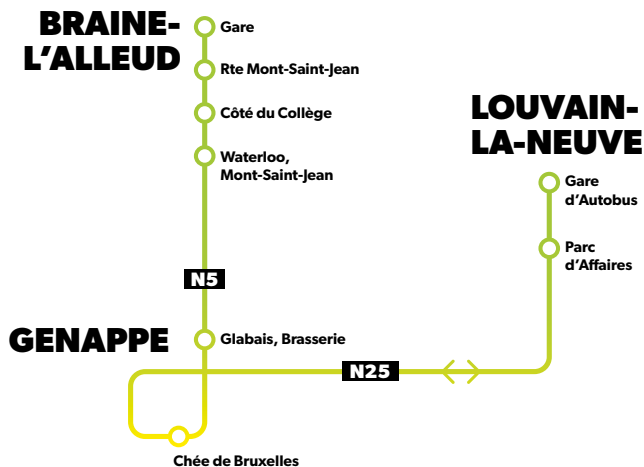 BRAINE-
L’ALLEUD
Gare
Rte Mont-Saint-Jean
Côté du Collège
Waterloo,
Mont-Saint-Jean
LOUVAIN-
LA-NEUVE
Gare
d’Autobus
Parc
d’Affaires
N5
GENAPPE
Glabais, Brasserie
N25
Chée de Bruxelles